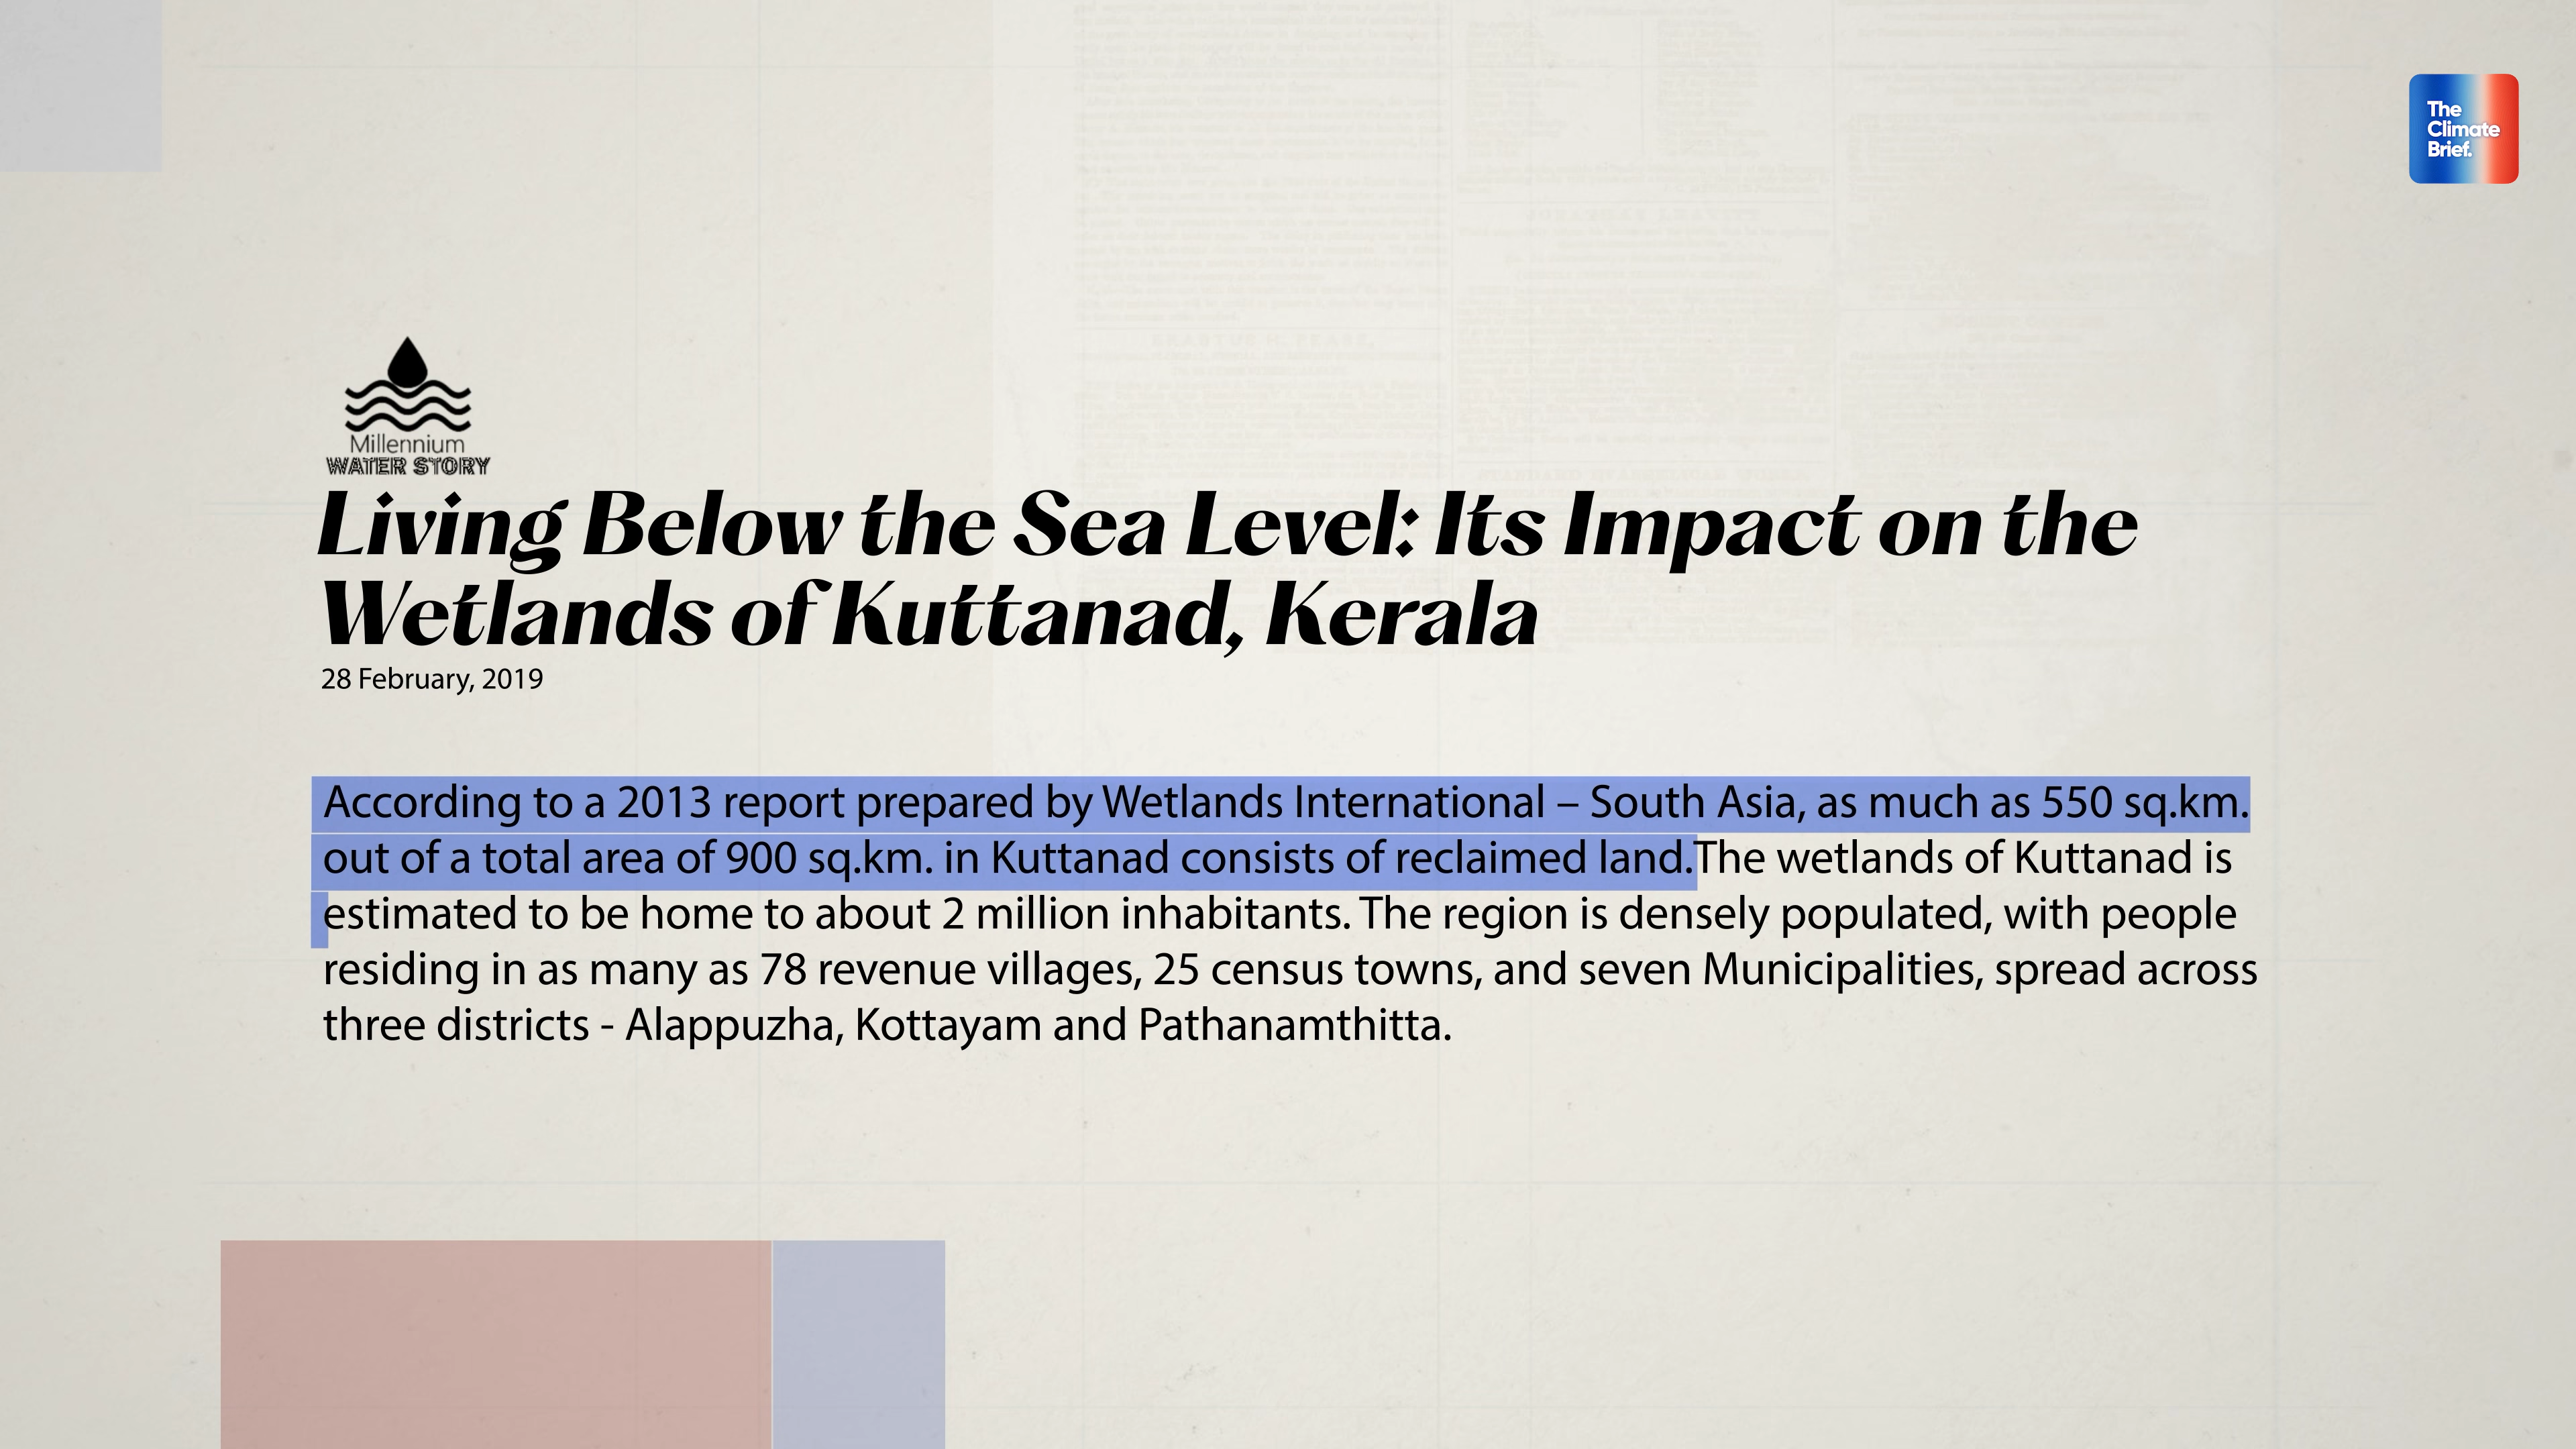 The
Climate
Brief.
Millennium
WATER STORY
Living Below the Sea Level: Its Impact on the
Wetlands of Kuttanad, Kerala
28 February, 2019
According to a 2013 report prepared by Wetlands International – South Asia, as much as 550 sq.km.
out of a total area of 900 sq.km. in Kuttanad consists of reclaimed land.The wetlands of Kuttanad is
estimated to be home to about 2 million inhabitants. The region is densely populated, with people
residing in as many as 78 revenue villages, 25 census towns, and seven Municipalities, spread across
three districts - Alappuzha, Kottayam and Pathanamthitta.